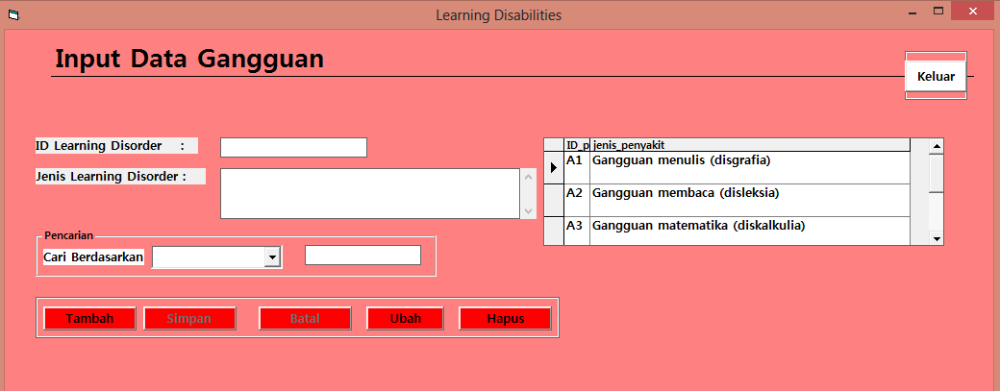 Learning Disabilities
Input Data Gangguan
Keluar
ID Learning Disorder :
Jenis Learning Disorder :
ID_p jenis_penyakit
A1 Gangguan menulis (disgrafia)
A2 Gangguan membaca (disleksia)
A3 Gangguan matematika (diskalkulia)
Pencarian
Cari Berdasarkan
Tambah Simpan Batal Ubah Hapus